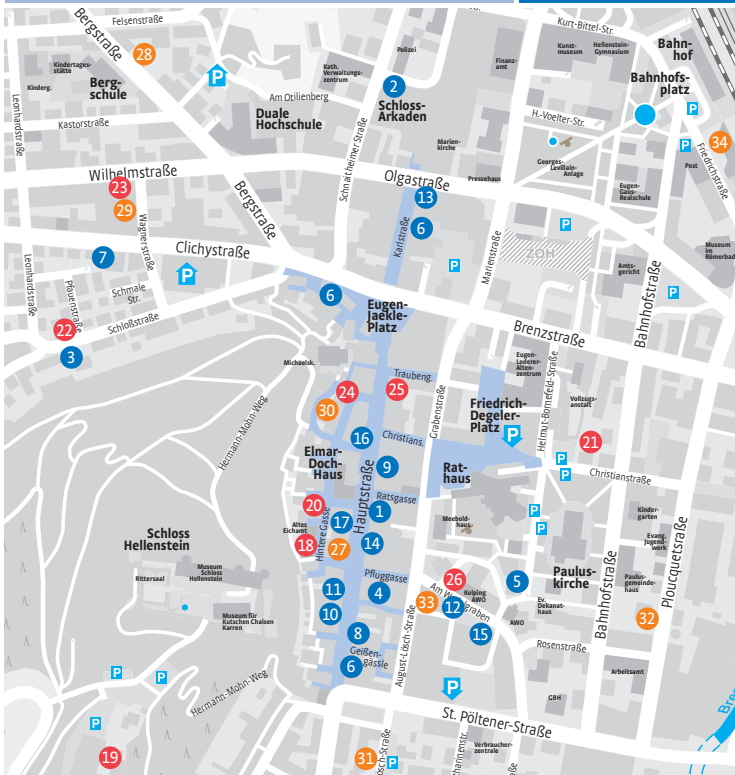 Felsenstraße
Bergstraße
28
Kindertages-
stätte
Kinderg.
Berg-
schule
P
Leonhardstraße
Kastorstraße
Am Ottilienberg
Duale
Hochschule
Kath.
Verwaltungs-
zentrum
Polizei
2
Schloss-
Arkaden
Schnaitheimer Straße
Finanz-
amt
Kurt-Bittel-Str.
Kunst-
museum
Hellenstein-
Gymnasium
Bahn-
hof
Bahnhofs-
platz
H.-Voelter-Str.
P
P
34
Post
Friedrichstraße
Marien-
kirche
Georges-
Levillain-
Anlage
Pressehaus
Eugen-
Gaus-
Realschule
Wilhelmstraße
23
29
Wagnerstraße
Bergstraße
Olgastraße
13
6
Karlstraße
Marienstraße
P
P
ZOH
Amts-
gericht
Museum
im
Römerbad
Bahnhofstraße
P
Clichystraße
7
P
Leonhardstraße
Pfauenstraße
Schmale
Str.
Schloßstraße
22
3
6
Eugen-
Jaekle-
Platz
Brenzstraße
Michaelsk.
Hermann-Mohn-Weg
Traubeng.
24
25
30
Grabenstraße
Eugen-
Loderer-
Alten-
zentrum
Helmut-Bornefeld-Straße
Vollzugs-
anstalt
Friedrich-
Degeler-
Platz
P
21
P
P
Christianstraße
16
Christians.
Elmar-
Doch-
Haus
9
Hauptstraße
Rat-
haus
Ratsgasse
1
20
17
Hintere Gasse
Altes
Eichamt
18
27
14
Meebold-
haus
P
P
Kinder-
garten
Evang.
Jugend-
werk
Ploucquetsraße
Schloss
Hellenstein
Rittersaal
Museum
Schloss
Hellenstein
Museum für
Kutschen Chaisen
Karren
Pfluggasse
11
4
10
26
Kolping
AWO
5
Paulus-
kirche
Paulus-
gemeinde-
haus
33
12
15
Ev.
Dekanat-
haus
AWO
32
Bahnhofstraße
August-Lösch-Straße
8
Geißen-
gässle
6
Rosenstraße
Arbeitsamt
P
P
Hermann-Mohn-Weg
P
GBH
St. Pöltener-Straße
P
19
31
P
Verbraucher-
zentrale